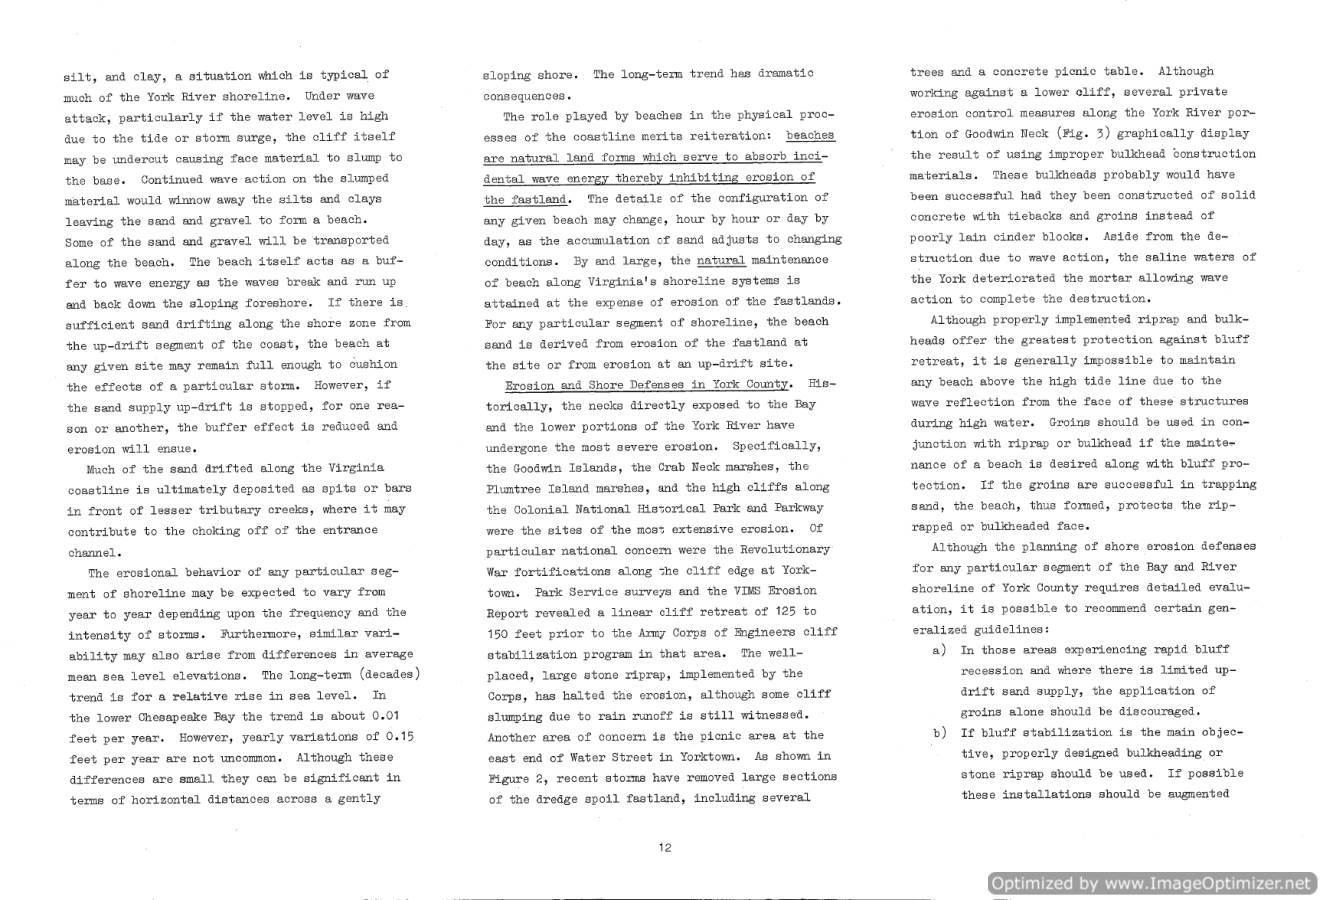 silt, and clay, a situation which is typical of
much of the York River shoreline.  Under wave
attack, particularly if the water level is high
due to the tide or storm surge, the cliff itself
may be undercut causing face material to slump to
the base.  Continued wave action on the slumped
material would winnow away the silts and clays
leaving the sand and gravel to form a beach.
Some of the sand and gravel will be transported
along the beach.  The beach itself acts as a buf-
fer to wave energy as the waves break and run up
and back down the sloping foreshore.  If there is
sufficient sand drifting along the shore zone from
the up-drift segment of the coast, the beach at
any given site may remain full enough to cushion
the effects of a particular storm.  However, if
the sand supply up-drift is stopped, for one rea-
son or another, the buffer effect is reduced and
erosion will ensue.
Much of the sand drifted along the Virginia
coastline is ultimately deposited as spits or bars
in front of lesser tributary creeks, where it may
contribute to the choking off of the entrance
channel.
The erosional behavior of any particular seg-
ment of shoreline may be expected to vary from
year to year depending upon the frequency and the
intensity of storms.  Furthermore, similar vari-
ability may also arise from differences in average
mean sea level elevations.  The long-term (decades)
trend is for a relative rise in sea level.  In
the lower Chesapeake Bay the trend is about 0.01
feet per year.  However, yearly variations of 0.15
feet per year are not uncommon.  Although these
differences are small they can be significant in
terms of horizontal distances across a gently
sloping shore.  The long-term trend has dramatic
consequences.
The role played by beaches in the physical proc-
esses of the coastline merits reiteration:  beaches
are natural land forms which serve to absorb inci-
dental wave energy thereby inhibiting erosion of
the fastland.  The details of the configuration of
any given beach may change, hour by hour or day by
day, as the accumulation of sand adjusts to changing
conditions.  By and large, the natural maintenance
of beach along Virginia's shoreline systems is
attained at the expense of erosion of the fastlands.
For any particular segment of shoreline, the beach
sand is derived from erosion of the fastland at
the site or from erosion at an up-drift site.
Erosion and Shore Defenses in York County.  His-
torically, the necks directly exposed to the Bay
and the lower portions of the York River have
undergone the most severe erosion.  Specifically,
the Goodwin Islands, the Crab Neck marshes, the
Plumtree Island marshes, and the high cliffs along
the Colonial National Historical Park and Parkway
were the sites of the most extensive erosion.  Of
particular national concern were the Revolutionary
War fortifications along the cliff edge at York-
town.  Park Service surveys and the VIMS Erosion
Report revealed a linear cliff retreat of 125 to
150 feet prior to the Army Corps of Engineers cliff
stabilization program in that area.  The well-
placed, large stone riprap, implemented by the
Corps, has halted the erosion, although some cliff
slumping due to rain runoff is still witnessed.
Another area of concern is the picnic area at the
east end of Water Street in Yorktown.  As shown in
Figure 2, recent storms have removed large sections
of the dredge spoil fastland, including several
trees and a concrete picnic table.  Although
working against a lower cliff, several private
erosion control measures along the York River por-
tion of Goodwin Neck (Fig. 3) graphically display
the result of using improper bulkhead construction
materials.  These bulkheads probably would have
been successful had they been constructed of solid
concrete with tiebacks and groins instead of
poorly lain cinder blocks.  Aside from the de-
struction due to wave action, the saline waters of
the York deteriorated the mortar allowing wave
action to complete the destruction.
Although properly implemented riprap and bulk-
heads offer the greatest protection against bluff
retreat, it is generally impossible to maintain
any beach above the high tide line due to the
wave reflection from the face of these structures
during high water.  Groins should be used in con-
junction with riprap or bulkhead if the mainte-
nance of a beach is desired along with bluff pro-
tection.  If the groins are successful in trapping
sand, the beach, thus formed, protects the rip-
rapped or bulkheaded face.
Although the planning of shore erosion defenses
for any particular segment of the Bay and River
shoreline of York County requires detailed evalu-
ation, it is possible to recommend certain gen-
eralized guidelines:
a)  In those areas experiencing rapid bluff
recession and where there is limited up-
drift sand supply, the application of
groins alone should be discouraged.
b)  If bluff stabilization is the main objec-
tive, properly designed bulkheading or
stone riprap should be used.  If possible
these installations should be augmented
12
Optimized by www.ImageOptimizer.net